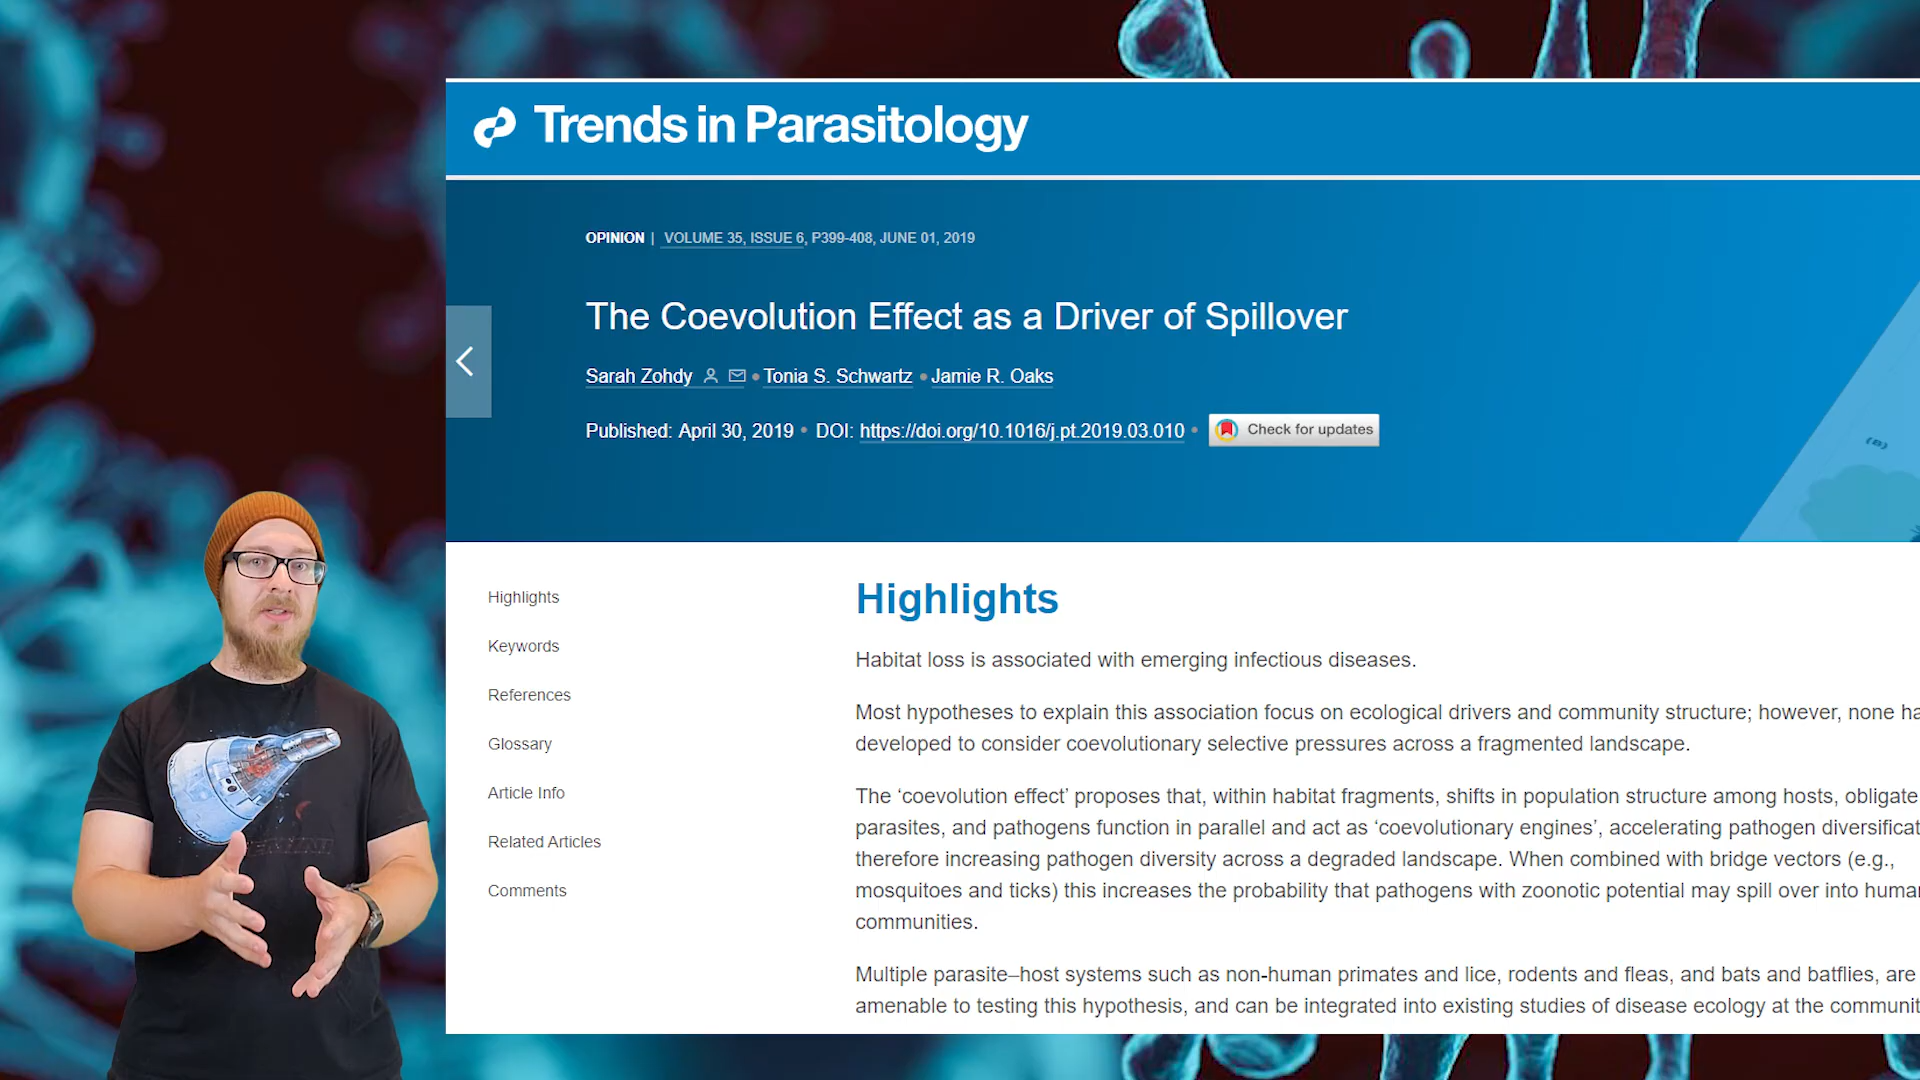 Trends in Parasitology
OPINION | VOLUME 35, ISSUE 6, P399-408, JUNE 01, 2019
The Coevolution Effect as a Driver of Spillover
Sarah Zohdy • Tonia S. Schwartz • Jamie R. Oaks
Published: April 30, 2019 • DOI: https://doi.org/10.1016/j.pt.2019.03.010 • Check for updates
(B)
Highlights
Keywords
References
Glossary
Article Info
Related Articles
Comments
Highlights
Habitat loss is associated with emerging infectious diseases.
Most hypotheses to explain this association focus on ecological drivers and community structure; however, none ha
developed to consider coevolutionary selective pressures across a fragmented landscape.
The ‘coevolution effect’ proposes that, within habitat fragments, shifts in population structure among hosts, obligate
parasites, and pathogens function in parallel and act as ‘coevolutionary engines’, accelerating pathogen diversificat
therefore increasing pathogen diversity across a degraded landscape. When combined with bridge vectors (e.g.,
mosquitoes and ticks) this increases the probability that pathogens with zoonotic potential may spill over into human
communities.
Multiple parasite–host systems such as non-human primates and lice, rodents and fleas, and bats and batflies, are
amenable to testing this hypothesis, and can be integrated into existing studies of disease ecology at the communit